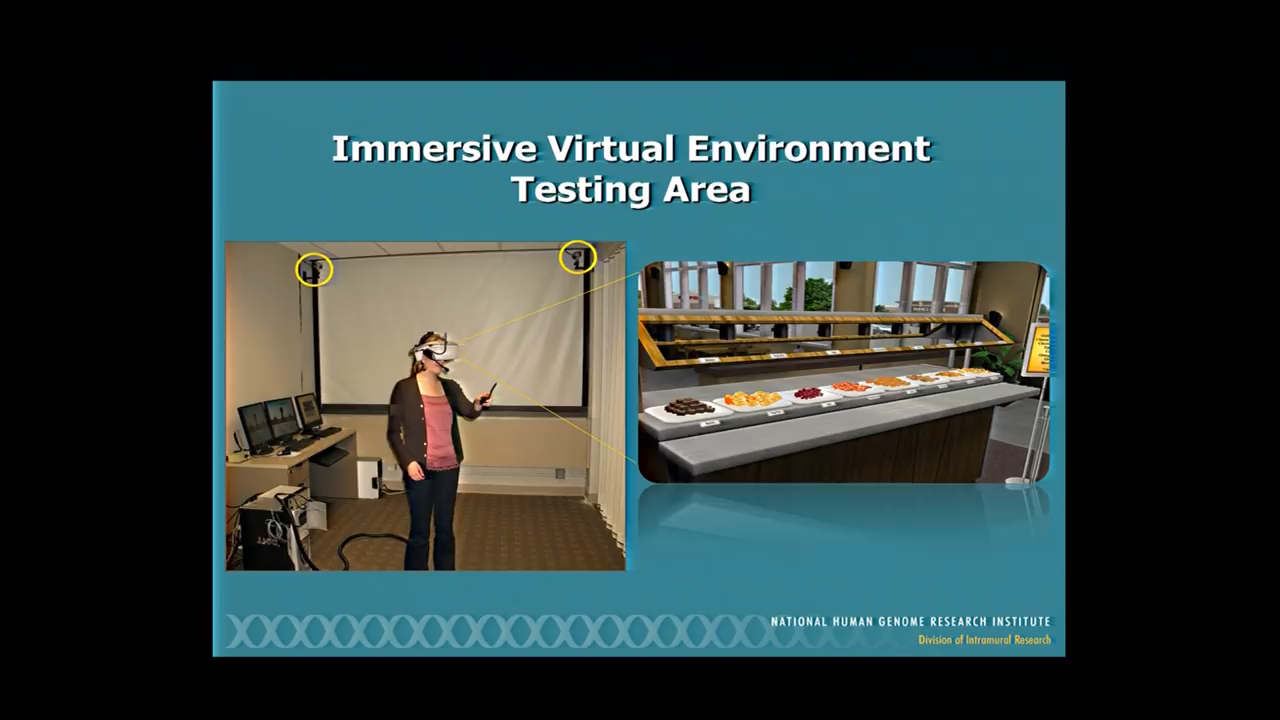 Immersive Virtual Environment
Testing Area
NATIONAL HUMAN GENOME RESEARCH INSTITUTE
Division of Intramural Research